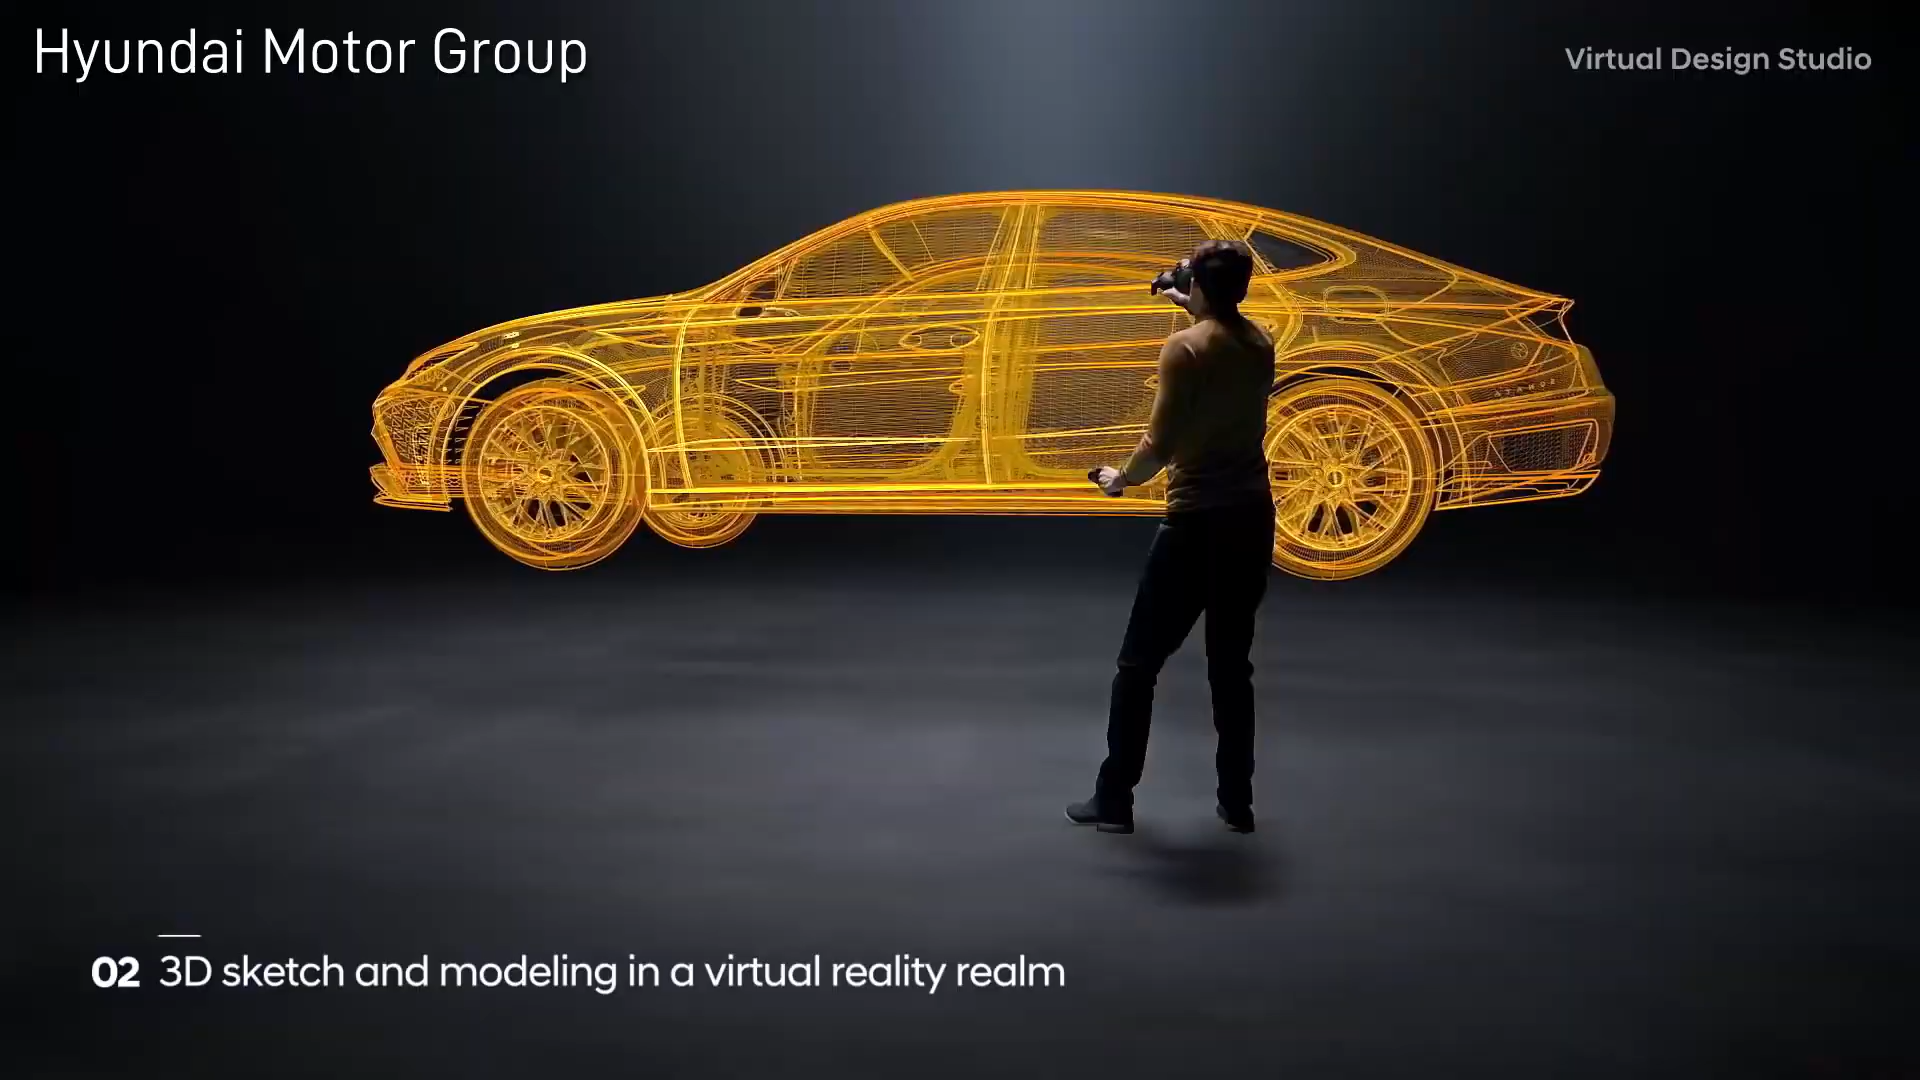 Hyundai Motor Group
Virtual Design Studio
02 3D sketch and modeling in a virtual reality realm